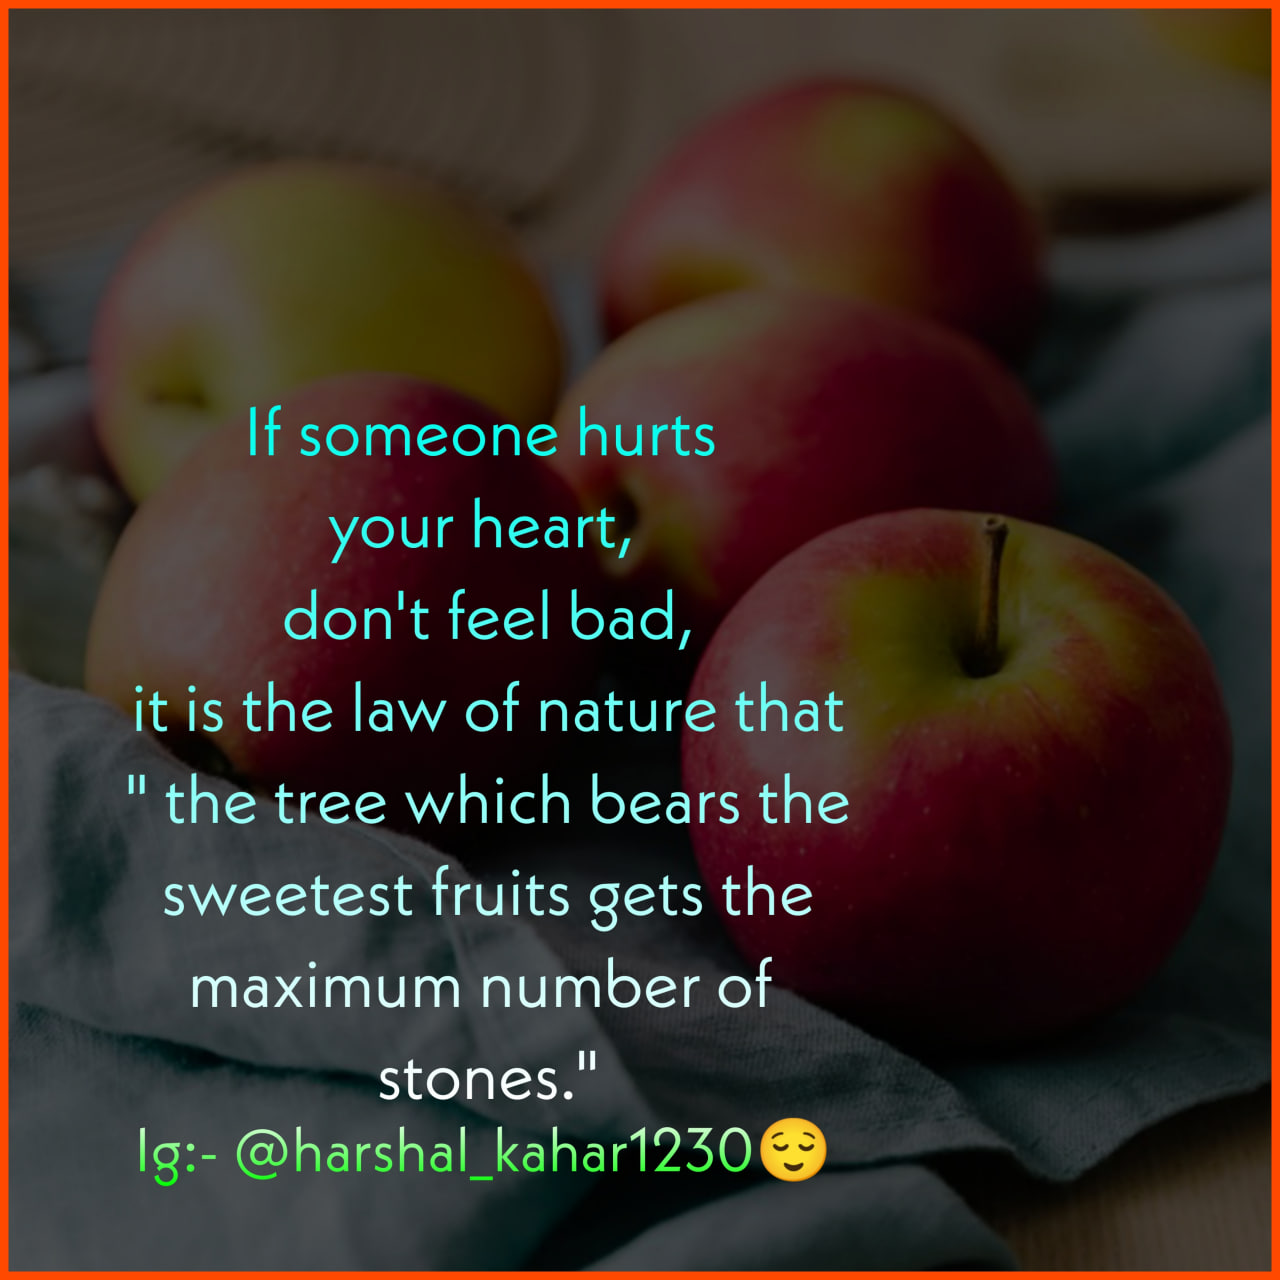 If someone hurts
your heart,
don't feel bad,
it is the law of nature that
" the tree which bears the
sweetest fruits gets the
maximum number of
stones."
Ig:- @harshal_kahar1230😌